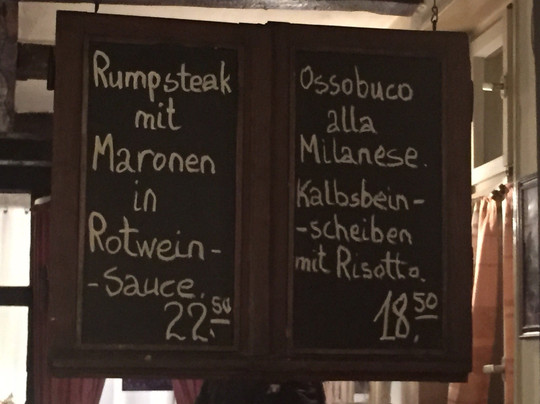 Rumpsteak
mit
Maronen
in
Rotwein-
-Sauce.
22.50
Ossobuco
alla
Milanese.
Kalbsbein-
-scheiben
mit Risotto.
18.50